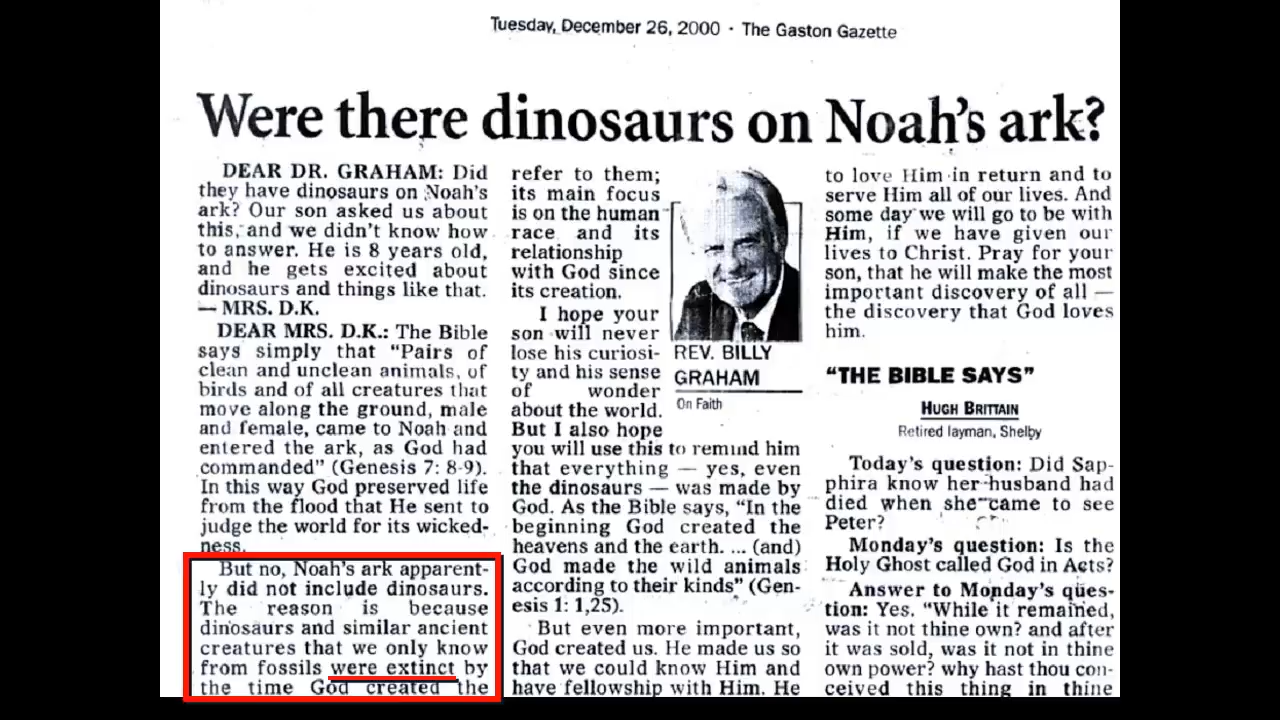 Tuesday, December 26, 2000 · The Gaston Gazette
Were there dinosaurs on Noah's ark?
DEAR DR. GRAHAM: Did
they have dinosaurs on Noah's
ark? Our son asked us about
this, and we didn't know how
to answer. He is 8 years old,
and he gets excited about
dinosaurs and things like that.
— MRS. D.K.
DEAR MRS. D.K.: The Bible
says simply that "Pairs of
clean and unclean animals, of
birds and of all creatures that
move along the ground, male
and female, came to Noah and
entered the ark, as God had
commanded" (Genesis 7: 8-9).
In this way God preserved life
from the flood that He sent to
judge the world for its wicked-
ness.
But no, Noah's ark apparent-
ly did not include dinosaurs.
The reason is because
dinosaurs and similar ancient
creatures that we only know
from fossils were extinct by
the time God created the
refer to them;
its main focus
is on the human
race and its
relationship
with God since
its creation.
I hope your
son will never
lose his curiosi-
ty and his sense
of wonder
about the world.
But I also hope
you will use this to remind him
that everything — yes, even
the dinosaurs — was made by
God. As the Bible says, "In the
beginning God created the
heavens and the earth. ... (and)
God made the wild animals
according to their kinds" (Gen-
esis 1: 1,25).
But even more important,
God created us. He made us so
that we could know Him and
have fellowship with Him. He
REV. BILLY
GRAHAM
On Faith
to love Him in return and to
serve Him all of our lives. And
some day we will go to be with
Him, if we have given our
lives to Christ. Pray for your
son, that he will make the most
important discovery of all —
the discovery that God loves
him.
"THE BIBLE SAYS"
HUGH BRITTAIN
Retired layman, Shelby
Today's question: Did Sap-
phira know her husband had
died when she came to see
Peter?
Monday's question: Is the
Holy Ghost called God in Acts?
Answer to Monday's ques-
tion: Yes. "While it remained,
was it not thine own? and after
it was sold, was it not in thine
own power? why hast thou con-
ceived this thing in thine